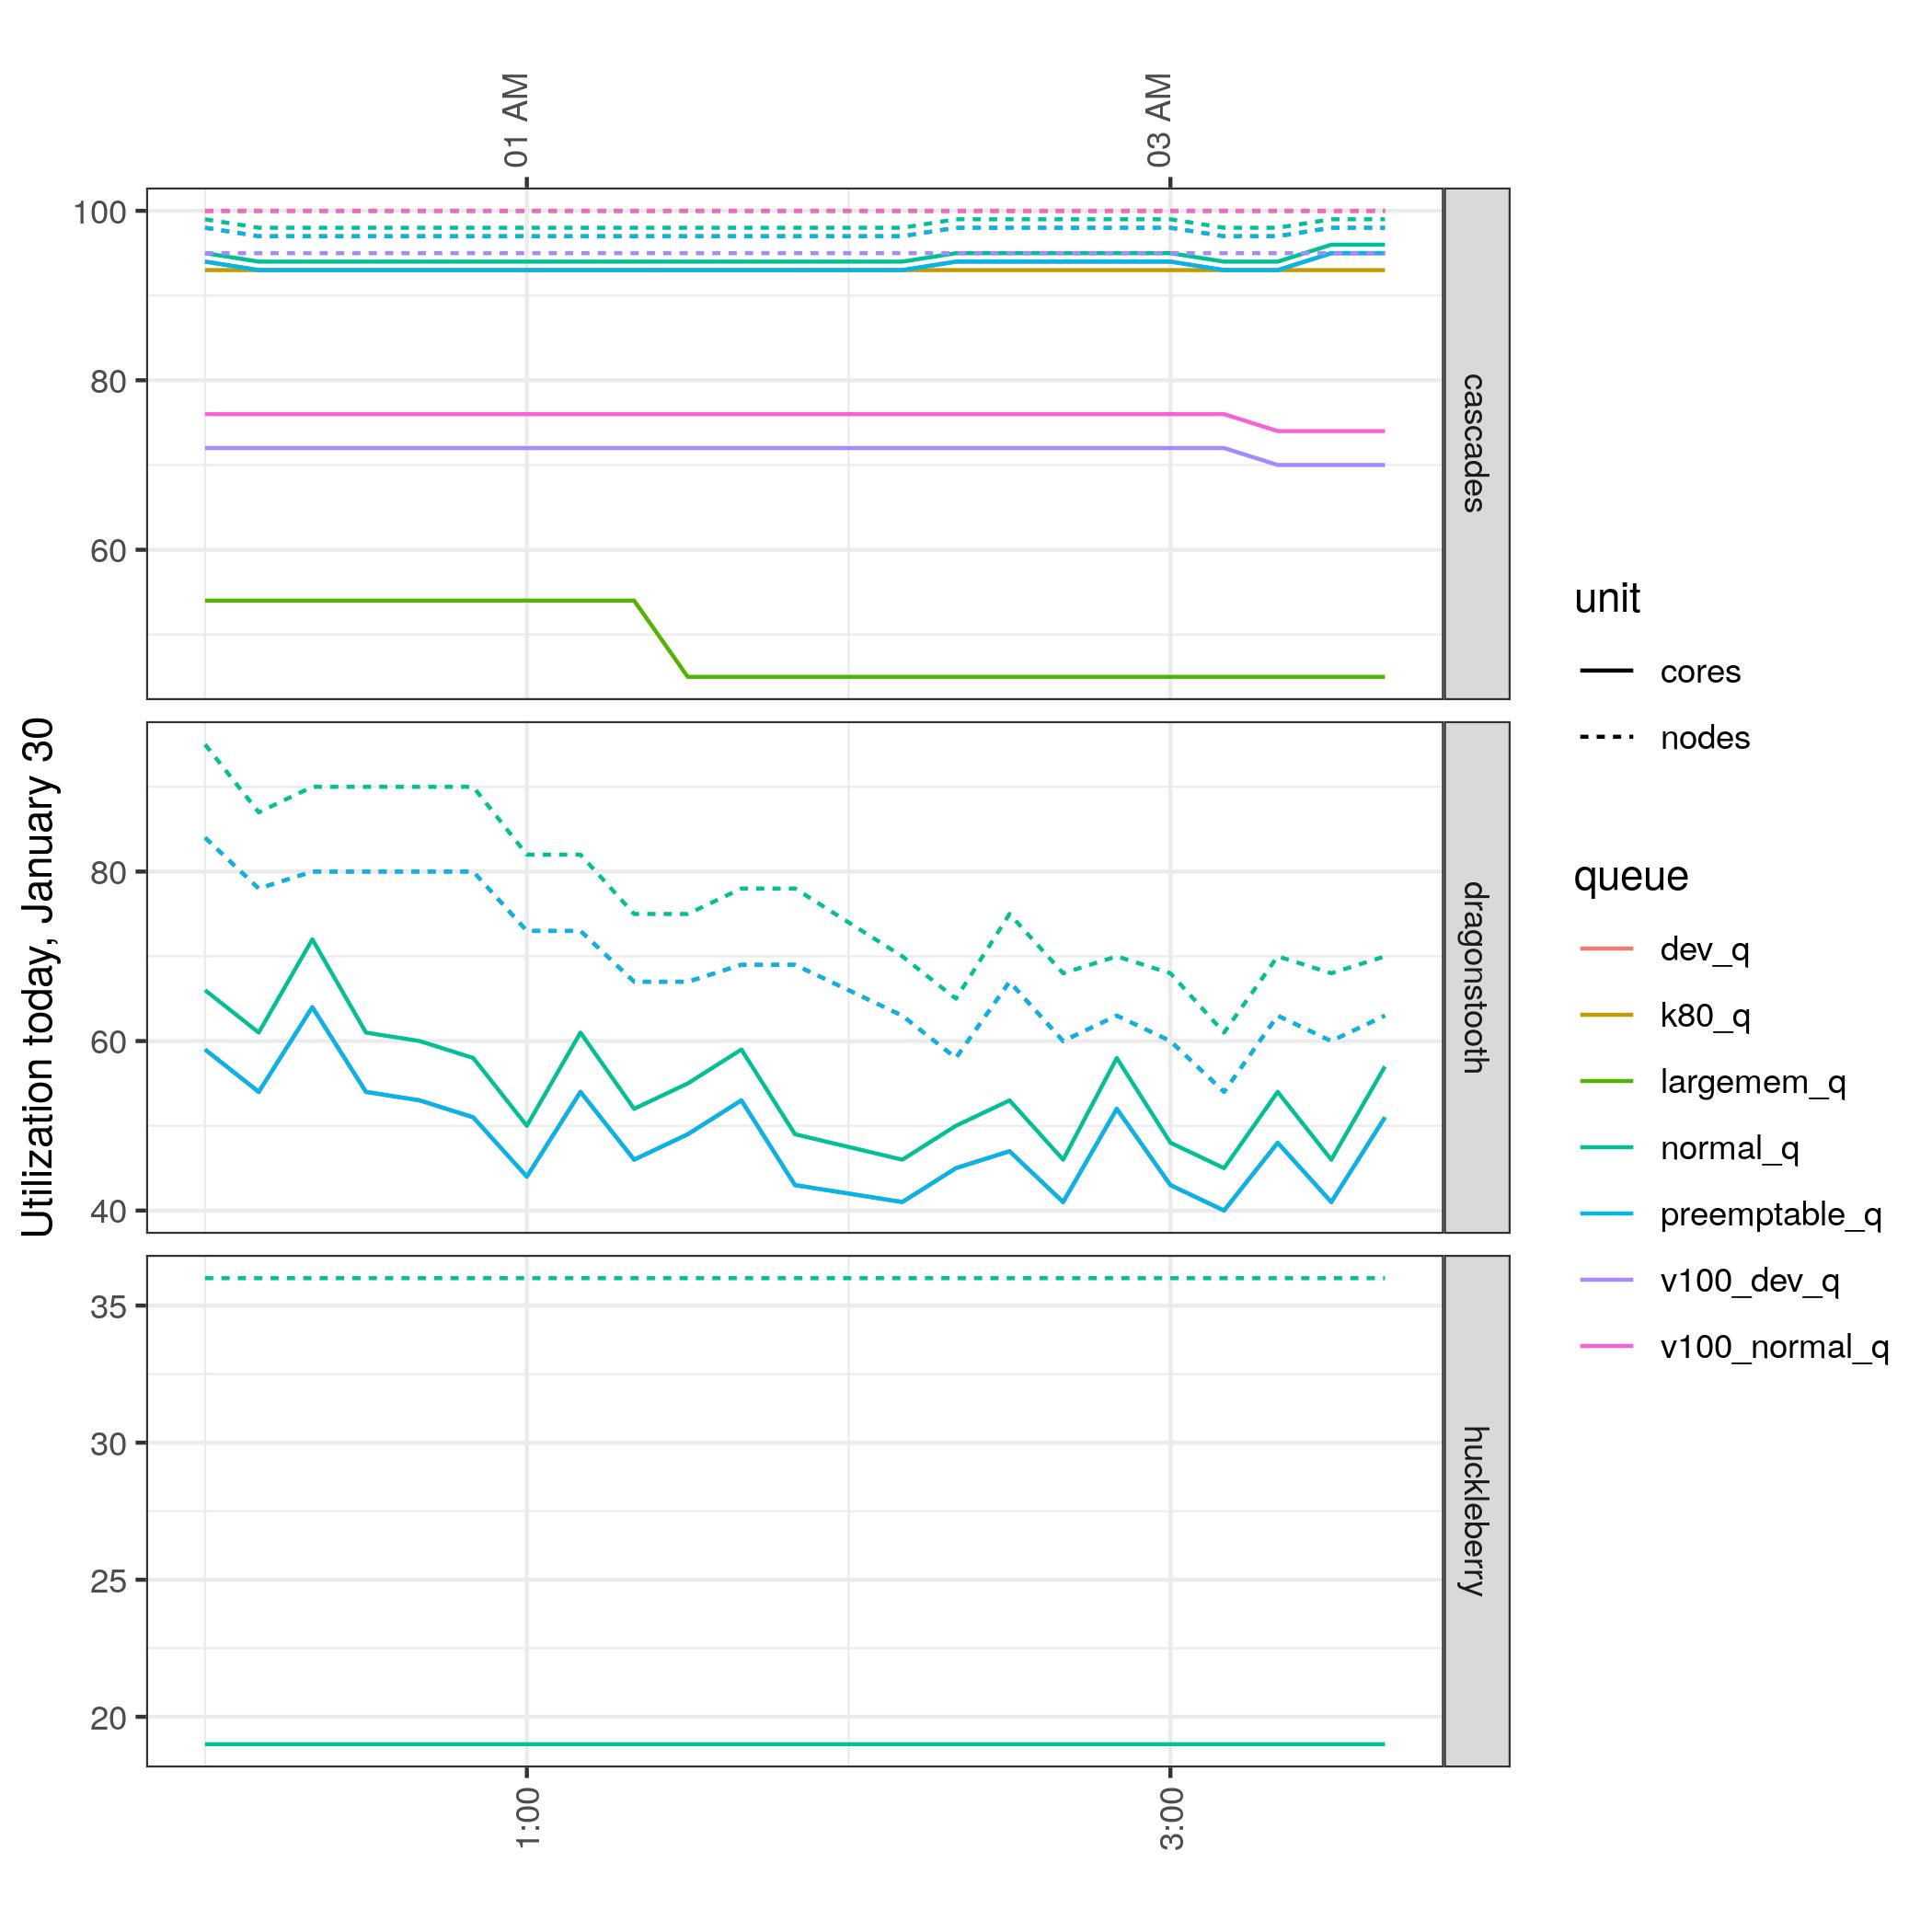 01 AM
03 AM
100
80
60
cascades
Utilization today, January 30
80
60
40
dragonstooth
35
30
25
20
huckleberry
1:00
3:00
unit
cores
nodes
queue
dev_q
k80_q
largemem_q
normal_q
preemptable_q
v100_dev_q
v100_normal_q